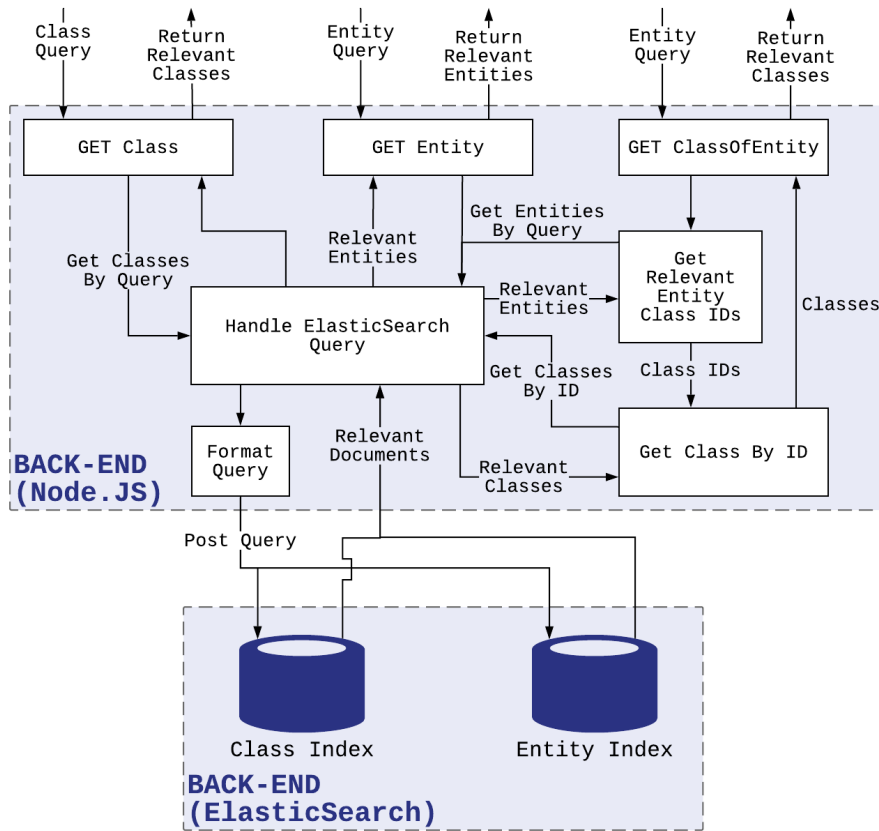 Class
Query
Return
Relevant
Classes
Entity
Query
Return
Relevant
Entities
Entity
Query
Return
Relevant
Classes
GET Class
GET Entity
GET ClassOfEntity
Get Entities
By Query
Relevant
Entities
Get Classes
By Query
Get
Relevant
Entity
Class IDs
Relevant
Entities
Classes
Handle ElasticSearch
Query
Get Classes
By ID
Class IDs
Relevant
Documents
Format
Query
Get Class By ID
Relevant
Classes
BACK-END
(Node.JS)
Post Query
Class Index
Entity Index
BACK-END
(ElasticSearch)